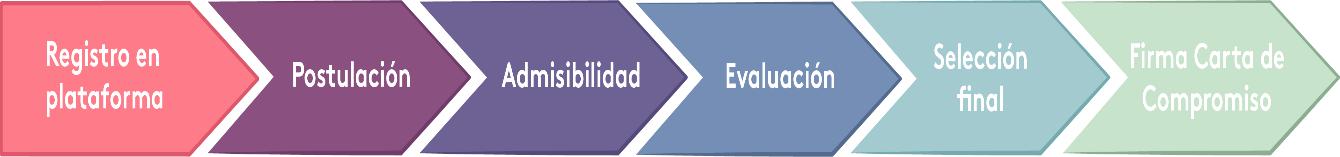 Registro en
plataforma
Postulación
Admisibilidad
Evaluación
Selección
final
Firma Carta de
Compromiso